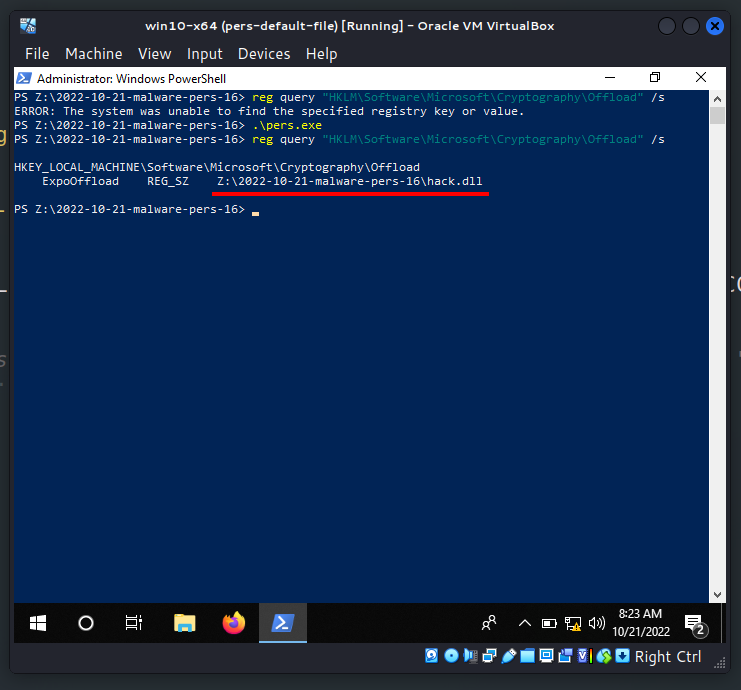 win10-x64 (pers-default-file) [Running] - Oracle VM VirtualBox
File Machine View Input Devices Help
Administrator: Windows PowerShell
PS Z:\2022-10-21-malware-pers-16> reg query "HKLM\Software\Microsoft\Cryptography\Offload" /s
ERROR: The system was unable to find the specified registry key or value.
PS Z:\2022-10-21-malware-pers-16> .\pers.exe
PS Z:\2022-10-21-malware-pers-16> reg query "HKLM\Software\Microsoft\Cryptography\Offload" /s
HKEY_LOCAL_MACHINE\Software\Microsoft\Cryptography\Offload
ExpoOffload REG_SZ Z:\2022-10-21-malware-pers-16\hack.dll
PS Z:\2022-10-21-malware-pers-16>
8:23 AM
10/21/2022
2
Right Ctrl